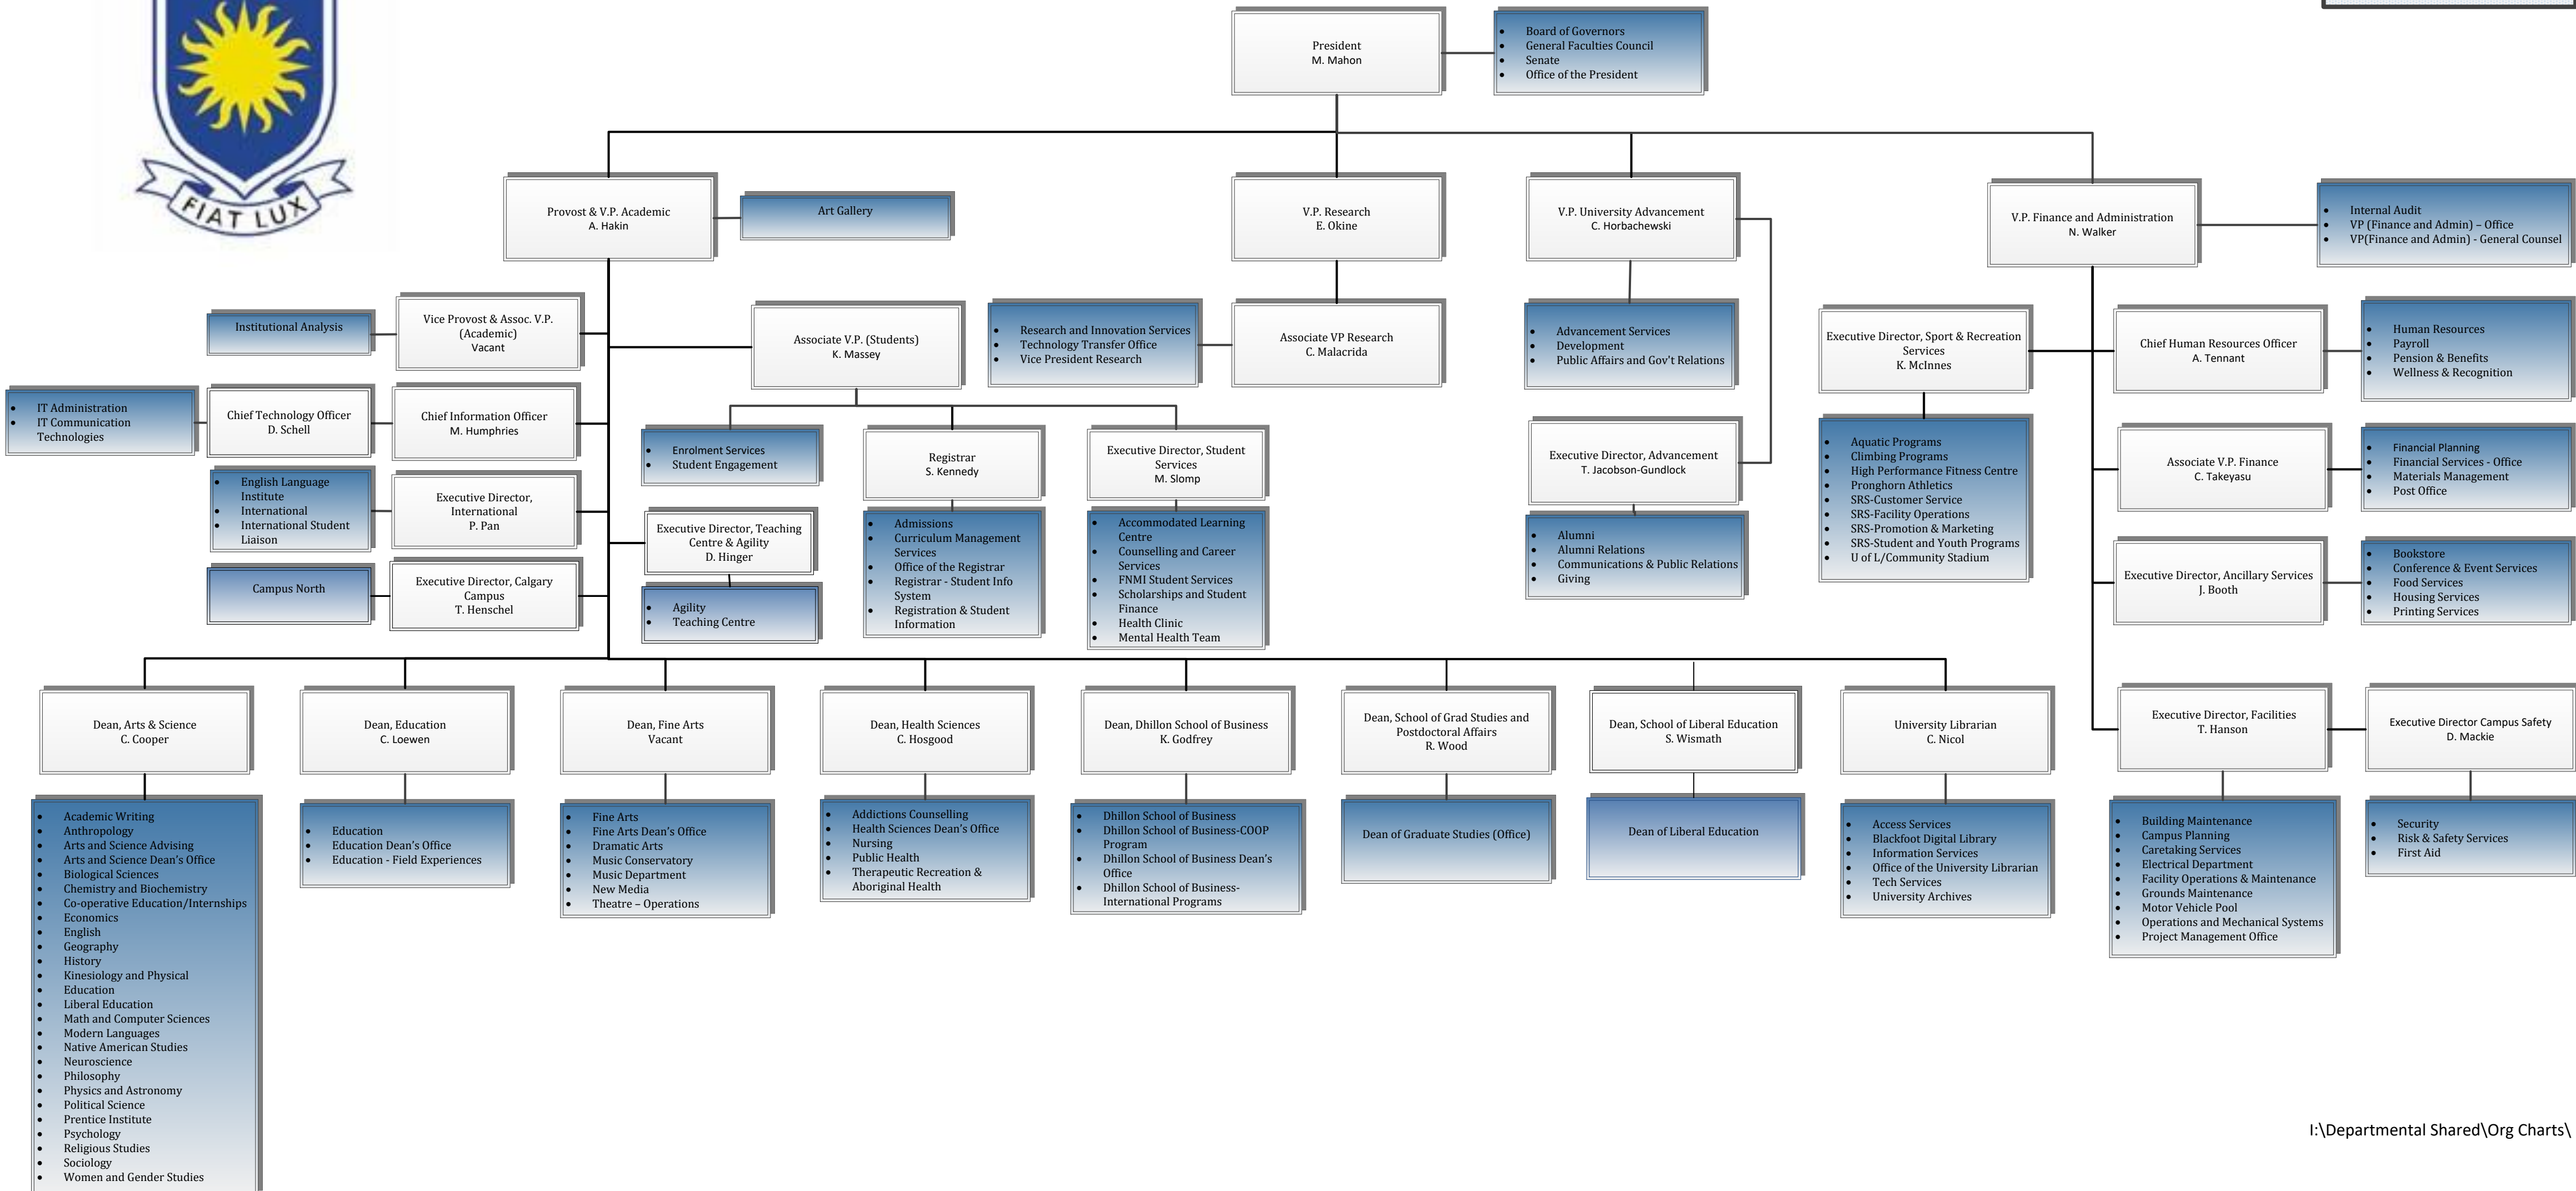 FIAT LUX
President
M. Mahon
• Board of Governors
• General Faculties Council
• Senate
• Office of the President
Provost & V.P. Academic
A. Hakin
Art Gallery
V.P. Research
E. Okine
V.P. University Advancement
C. Horbachewski
V.P. Finance and Administration
N. Walker
• Internal Audit
• VP (Finance and Admin) – Office
• VP(Finance and Admin) - General Counsel
Institutional Analysis
Vice Provost & Assoc. V.P.
(Academic)
Vacant
Associate V.P. (Students)
K. Massey
• Research and Innovation Services
• Technology Transfer Office
• Vice President Research
Associate VP Research
C. Malacrida
• Advancement Services
• Development
• Public Affairs and Gov't Relations
Executive Director, Sport & Recreation
Services
K. McInnes
Chief Human Resources Officer
A. Tennant
• Human Resources
• Payroll
• Pension & Benefits
• Wellness & Recognition
• IT Administration
• IT Communication
Technologies
Chief Technology Officer
D. Schell
Chief Information Officer
M. Humphries
• Enrolment Services
• Student Engagement
Registrar
S. Kennedy
Executive Director, Student
Services
M. Slomp
Executive Director, Advancement
T. Jacobson-Gundlock
• Aquatic Programs
• Climbing Programs
• High Performance Fitness Centre
• Pronghorn Athletics
• SRS-Customer Service
• SRS-Facility Operations
• SRS-Promotion & Marketing
• SRS-Student and Youth Programs
• U of L/Community Stadium
Associate V.P. Finance
C. Takeyasu
• Financial Planning
• Financial Services - Office
• Materials Management
• Post Office
• English Language
Institute
• International
• International Student
Liaison
Executive Director,
International
P. Pan
Executive Director, Teaching
Centre & Agility
D. Hinger
• Admissions
• Curriculum Management
Services
• Office of the Registrar
• Registrar - Student Info
System
• Registration & Student
Information
• Accommodated Learning
Centre
• Counselling and Career
Services
• FNMI Student Services
• Scholarships and Student
Finance
• Health Clinic
• Mental Health Team
• Alumni
• Alumni Relations
• Communications & Public Relations
• Giving
Executive Director, Ancillary Services
J. Booth
• Bookstore
• Conference & Event Services
• Food Services
• Housing Services
• Printing Services
Campus North
Executive Director, Calgary
Campus
T. Henschel
• Agility
• Teaching Centre
Dean, Arts & Science
C. Cooper
Dean, Education
C. Loewen
Dean, Fine Arts
Vacant
Dean, Health Sciences
C. Hosgood
Dean, Dhillon School of Business
K. Godfrey
Dean, School of Grad Studies and
Postdoctoral Affairs
R. Wood
Dean, School of Liberal Education
S. Wismath
University Librarian
C. Nicol
Executive Director, Facilities
T. Hanson
Executive Director Campus Safety
D. Mackie
• Academic Writing
• Anthropology
• Arts and Science Advising
• Arts and Science Dean's Office
• Biological Sciences
• Chemistry and Biochemistry
• Co-operative Education/Internships
• Economics
• English
• Geography
• History
• Kinesiology and Physical
• Education
• Liberal Education
• Math and Computer Sciences
• Modern Languages
• Native American Studies
• Neuroscience
• Philosophy
• Physics and Astronomy
• Political Science
• Prentice Institute
• Psychology
• Religious Studies
• Sociology
• Women and Gender Studies
• Education
• Education Dean's Office
• Education - Field Experiences
• Fine Arts
• Fine Arts Dean's Office
• Dramatic Arts
• Music Conservatory
• Music Department
• New Media
• Theatre – Operations
• Addictions Counselling
• Health Sciences Dean's Office
• Nursing
• Public Health
• Therapeutic Recreation &
• Aboriginal Health
• Dhillon School of Business
• Dhillon School of Business-COOP
Program
• Dhillon School of Business Dean's
Office
• Dhillon School of Business-
International Programs
Dean of Graduate Studies (Office)
Dean of Liberal Education
• Access Services
• Blackfoot Digital Library
• Information Services
• Office of the University Librarian
• Tech Services
• University Archives
• Building Maintenance
• Campus Planning
• Caretaking Services
• Electrical Department
• Facility Operations & Maintenance
• Grounds Maintenance
• Motor Vehicle Pool
• Operations and Mechanical Systems
• Project Management Office
• Security
• Risk & Safety Services
• First Aid
I:\Departmental Shared\Org Charts\